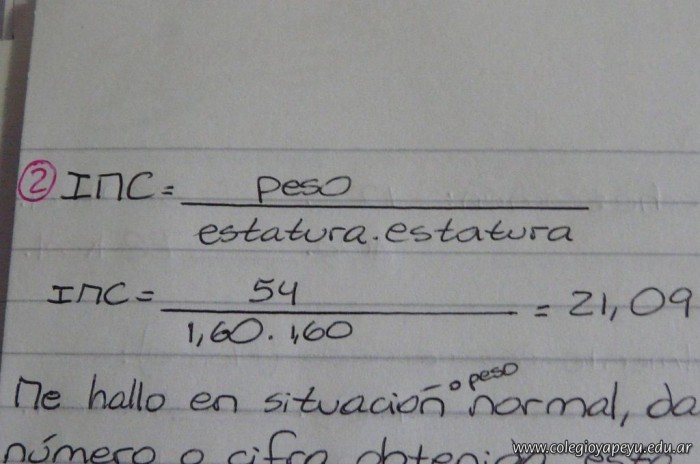 ② IMC = peso
estatura.estatura
IMC = 54 = 21,09
1,60 . 1,60
o peso
Me hallo en situación normal, da
número o cifra
www.colegioyapeyu.edu.ar